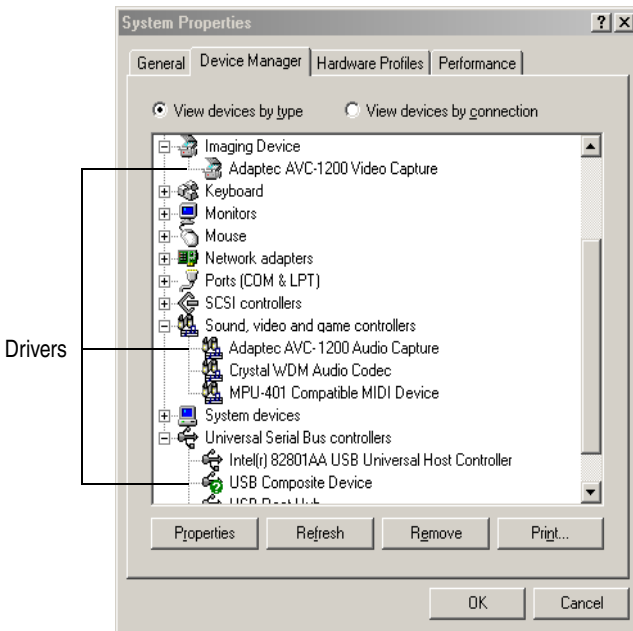 System Properties
General Device Manager Hardware Profiles Performance
View devices by type View devices by connection
Imaging Device
Adaptec AVC-1200 Video Capture
Keyboard
Monitors
Mouse
Network adapters
Ports (COM & LPT)
SCSI controllers
Sound, video and game controllers
Drivers
Adaptec AVC-1200 Audio Capture
Crystal WDM Audio Codec
MPU-401 Compatible MIDI Device
System devices
Universal Serial Bus controllers
Intel(r) 82801AA USB Universal Host Controller
USB Composite Device
USB Root Hub
Properties Refresh Remove Print...
OK Cancel